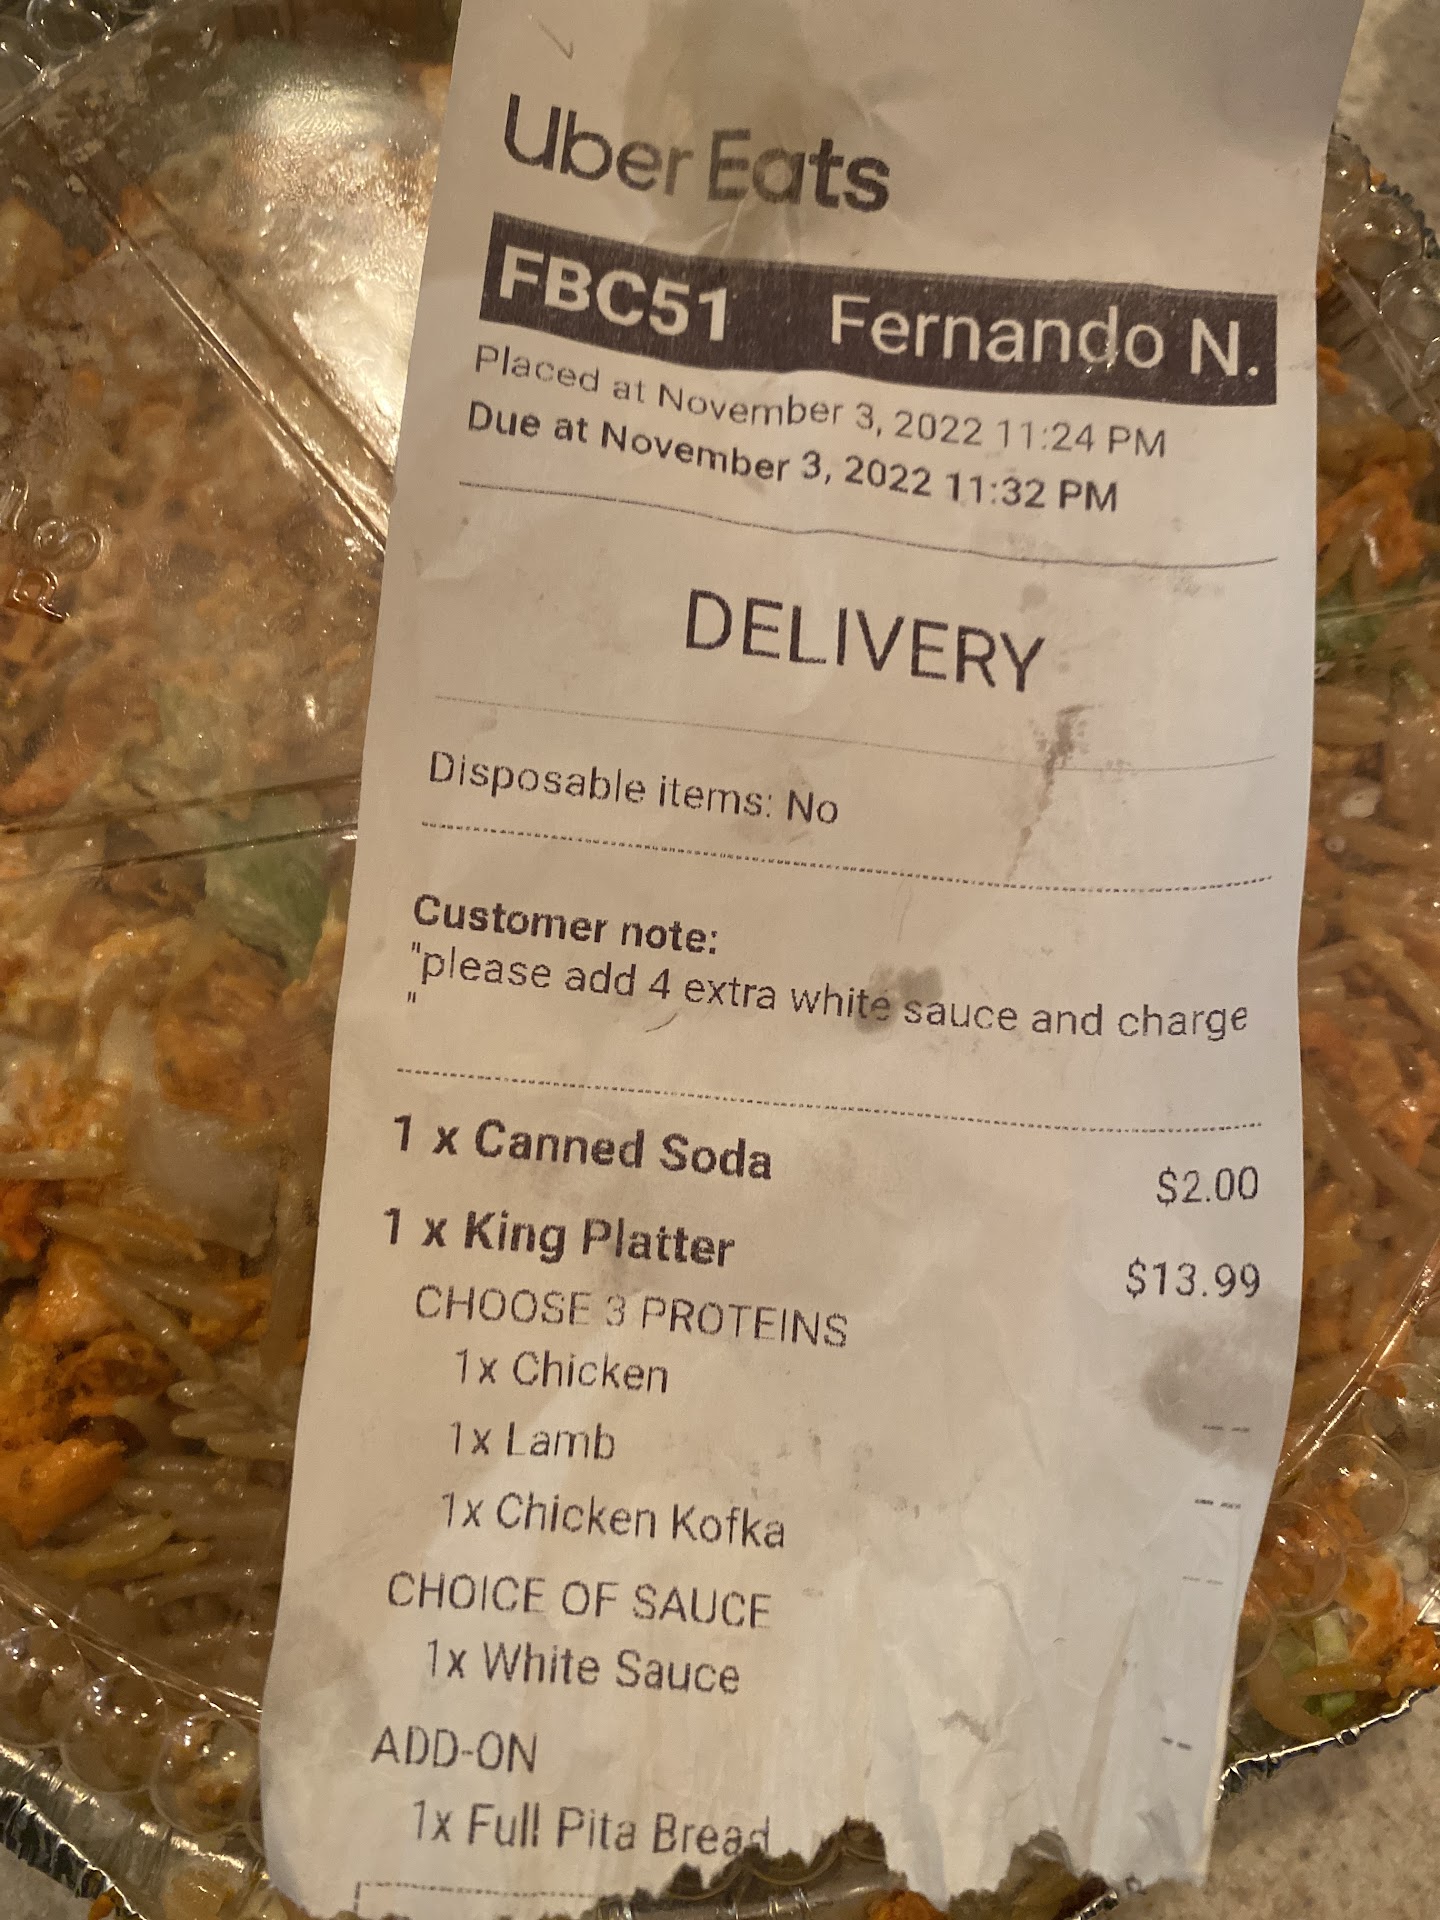 Uber Eats
FBC51 Fernando N.
Placed at November 3, 2022 11:24 PM
Due at November 3, 2022 11:32 PM
DELIVERY
Disposable items: No
Customer note:
"please add 4 extra white sauce and charge
"
1 x Canned Soda $2.00
1 x King Platter $13.99
CHOOSE 3 PROTEINS
1x Chicken --
1x Lamb --
1x Chicken Kofka --
CHOICE OF SAUCE
1x White Sauce --
ADD-ON
1x Full Pita Bread